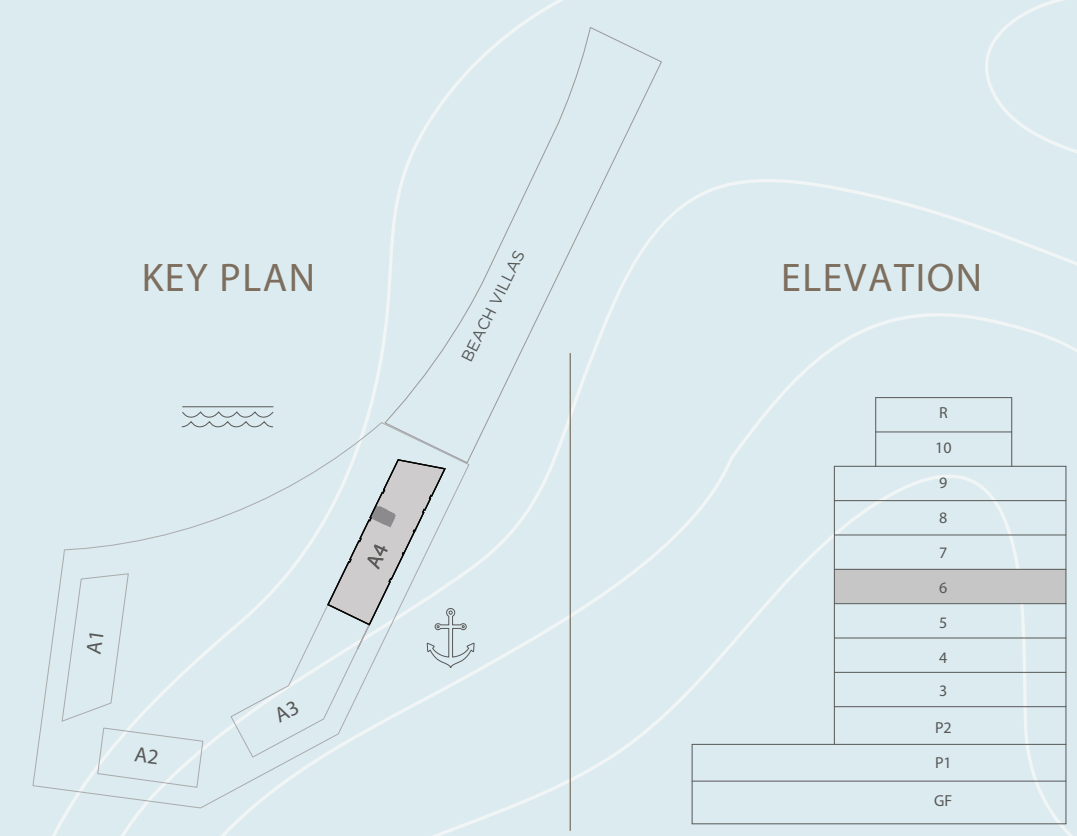 KEY PLAN
BEACH VILLAS
A4
A1
A3
A2
ELEVATION
R
10
9
8
7
6
5
4
3
P2
P1
GF